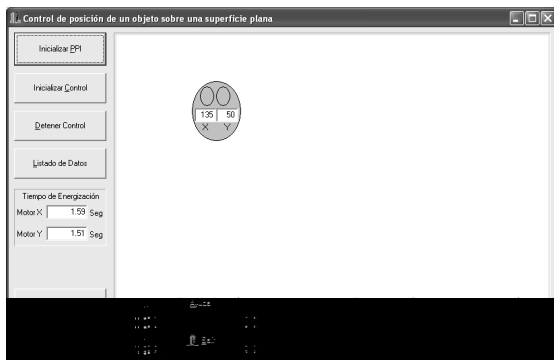 Control de posición de un objeto sobre una superficie plana
Inicializar PPI
Inicializar Control
Detener Control
Listado de Datos
Tiempo de Energización
Motor X 1.59 Seg
Motor Y 1.51 Seg
135 50
X Y